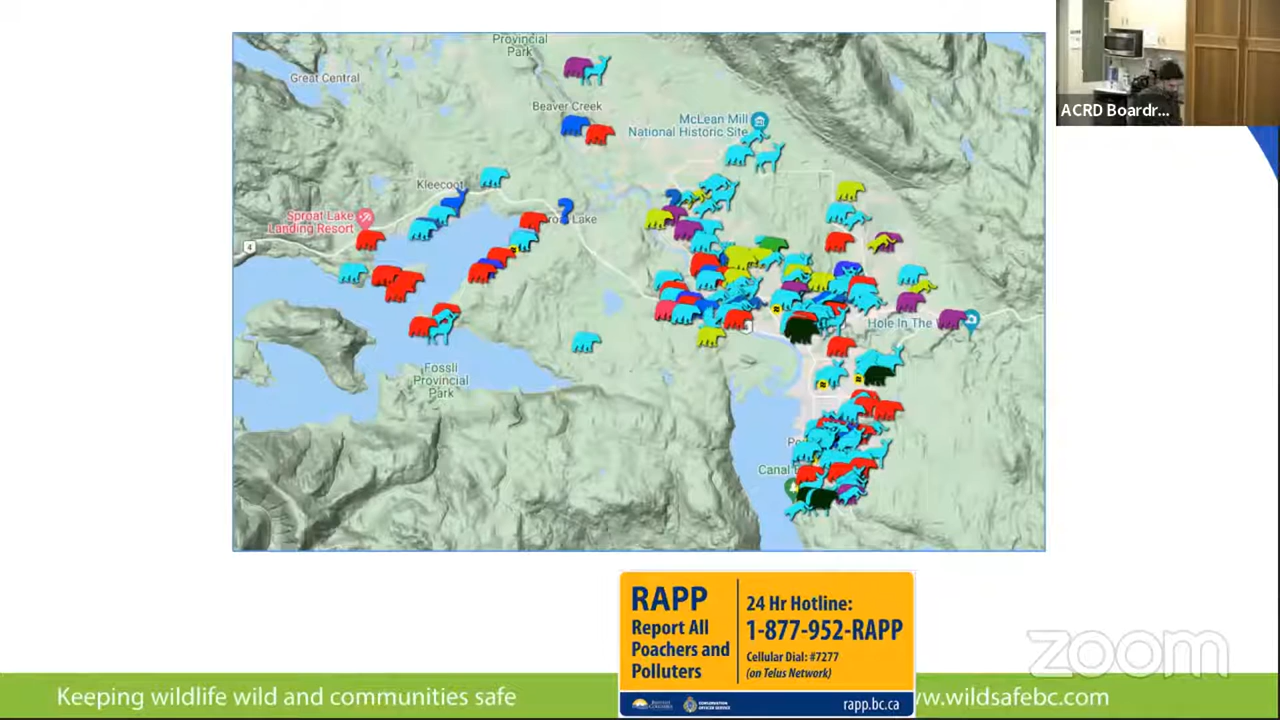 Provincial
Park
Great Central
Beaver Creek
McLean Mill
National Historic Site
Kleecoot
Sproat Lake
Landing Resort
Lake
4
Hole In The
Fossli
Provincial
Park
Canal
ACRD Boardr...
RAPP
Report All
Poachers and
Polluters
24 Hr Hotline:
1-877-952-RAPP
Cellular Dial: #7277
(on Telus Network)
rapp.bc.ca
zoom
Keeping wildlife wild and communities safe
www.wildsafebc.com